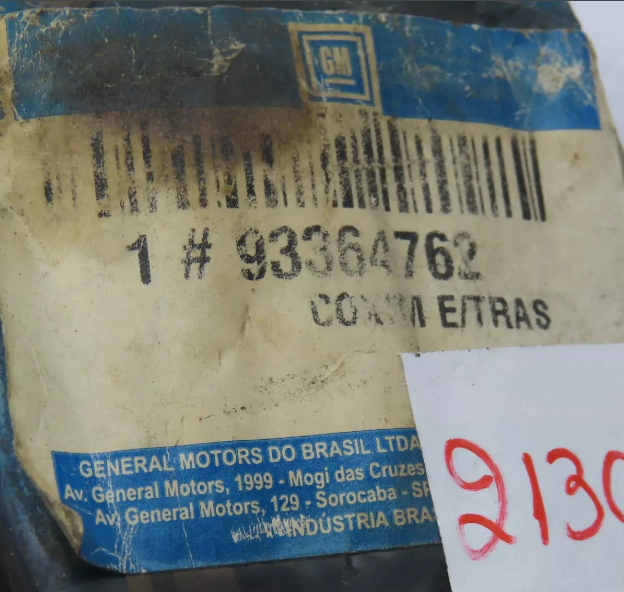 GM
1 # 93364762
COXIM E/TRAS
GENERAL MOTORS DO BRASIL LTDA
Av. General Motors, 1999 - Mogi das Cruzes
Av. General Motors, 129 - Sorocaba - SP
INDÚSTRIA BRA
2130